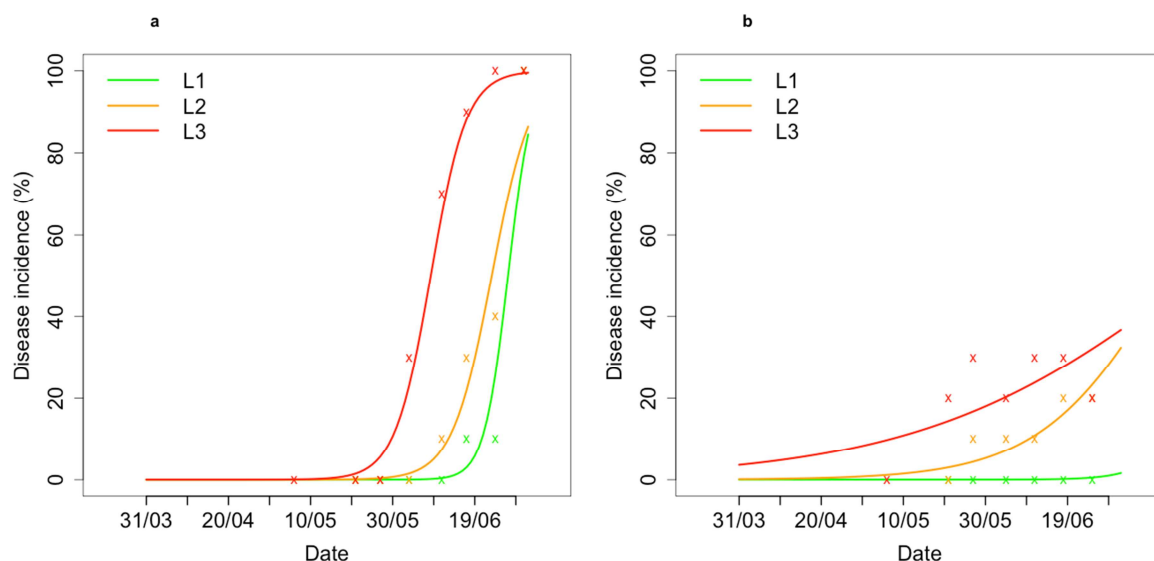 a
L1
L2
L3
Disease incidence (%)
0
20
40
60
80
100
31/03 20/04 10/05 30/05 19/06
Date
b
L1
L2
L3
Disease incidence (%)
0
20
40
60
80
100
31/03 20/04 10/05 30/05 19/06
Date